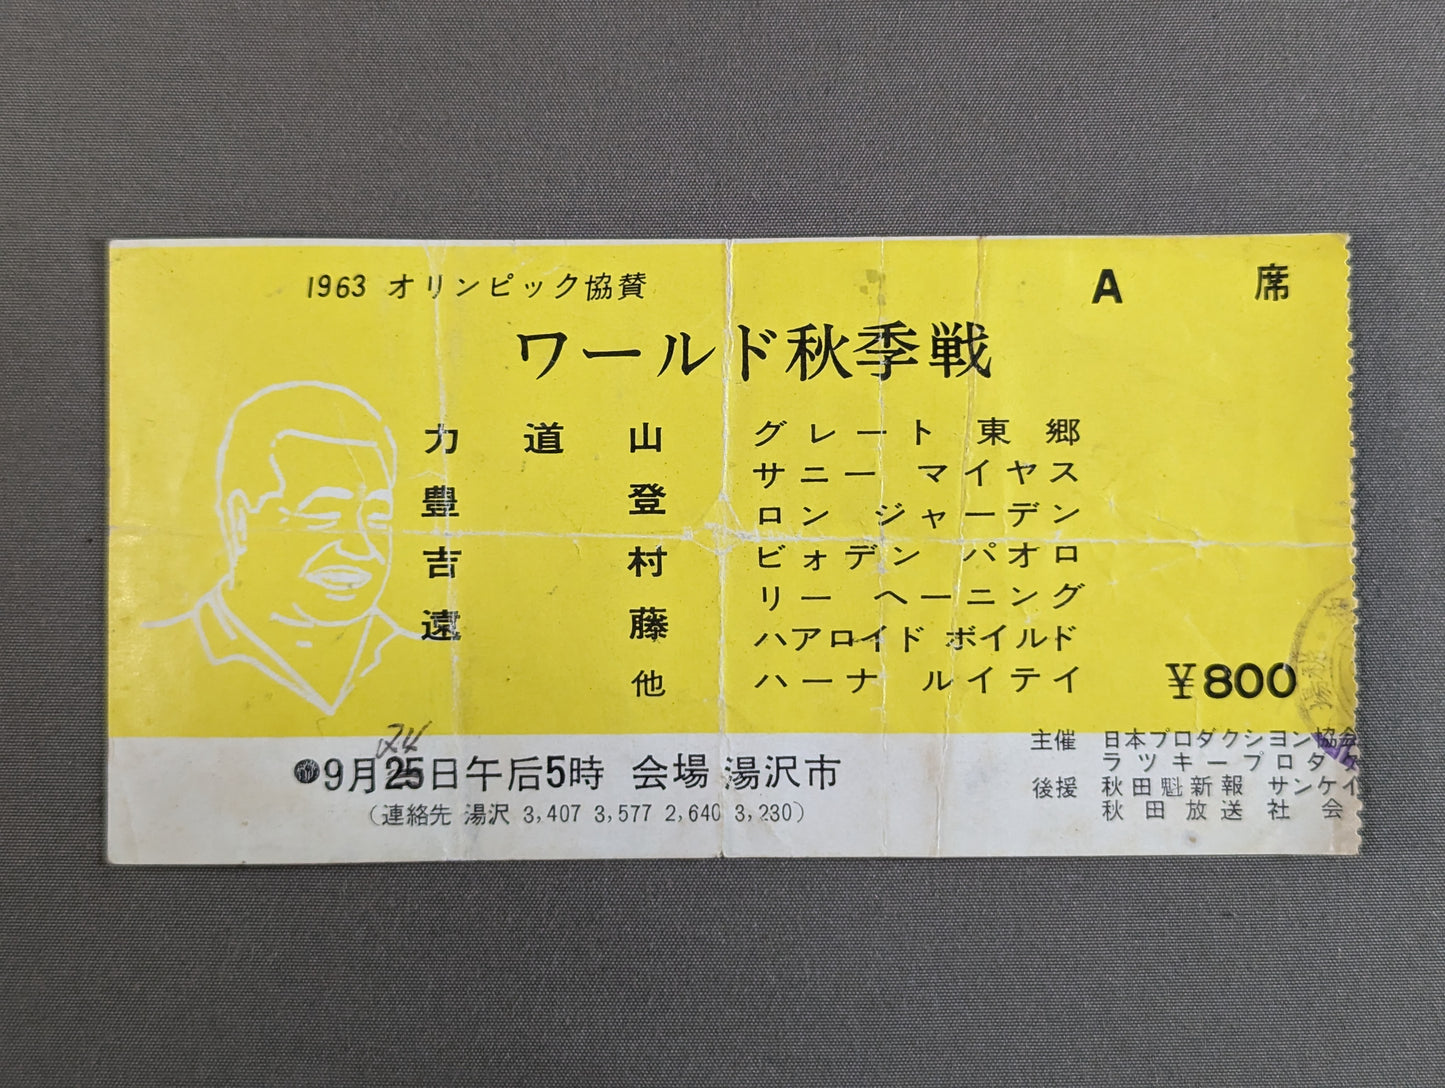 1963 オリンピック協賛
A 席
ワールド秋季戦
力道山
豊登
吉村
遠藤
他
グレート 東郷
サニー マイヤス
ロン ジャーデン
ビォデン パオロ
リー ヘーニング
ハアロイド ボイルド
ハーナ ルイテイ
¥800
24
9月25日午后5時 会場 湯沢市
(連絡先 湯沢 3,407 3,577 2,640 3,230)
主催 日本プロダクシヨン協会
ラツキープロダク
後援 秋田魁新報 サンケイ
秋田放送社会